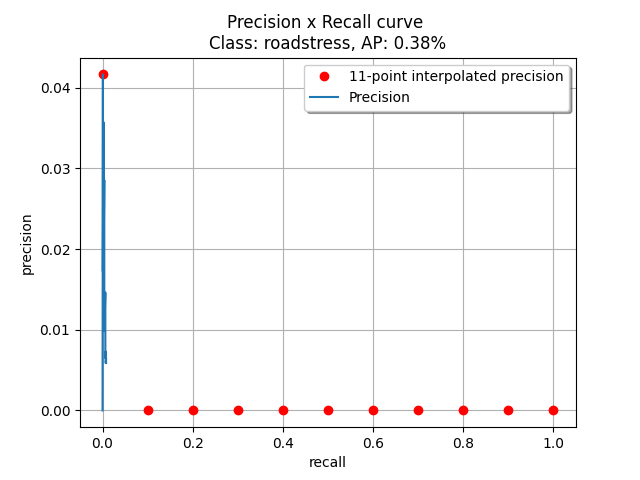 Precision x Recall curve
Class: roadstress, AP: 0.38%
11-point interpolated precision
Precision
0.04
0.03
0.02
0.01
0.00
precision
0.0 0.2 0.4 0.6 0.8 1.0
recall